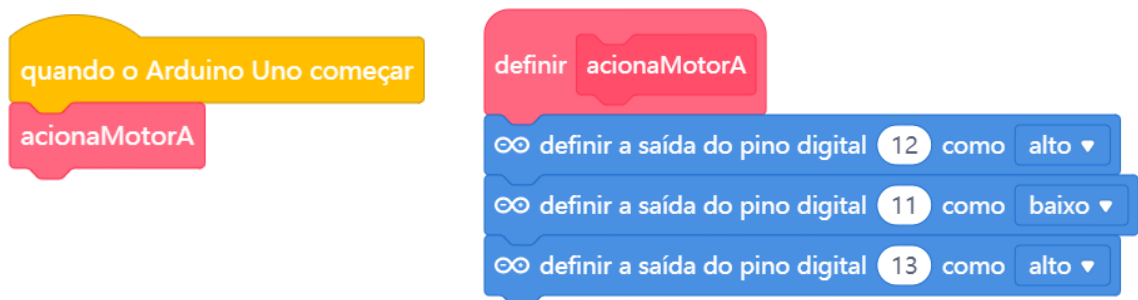 quando o Arduino Uno começar
acionaMotorA
definir acionaMotorA
definir a saída do pino digital 12 como alto
definir a saída do pino digital 11 como baixo
definir a saída do pino digital 13 como alto